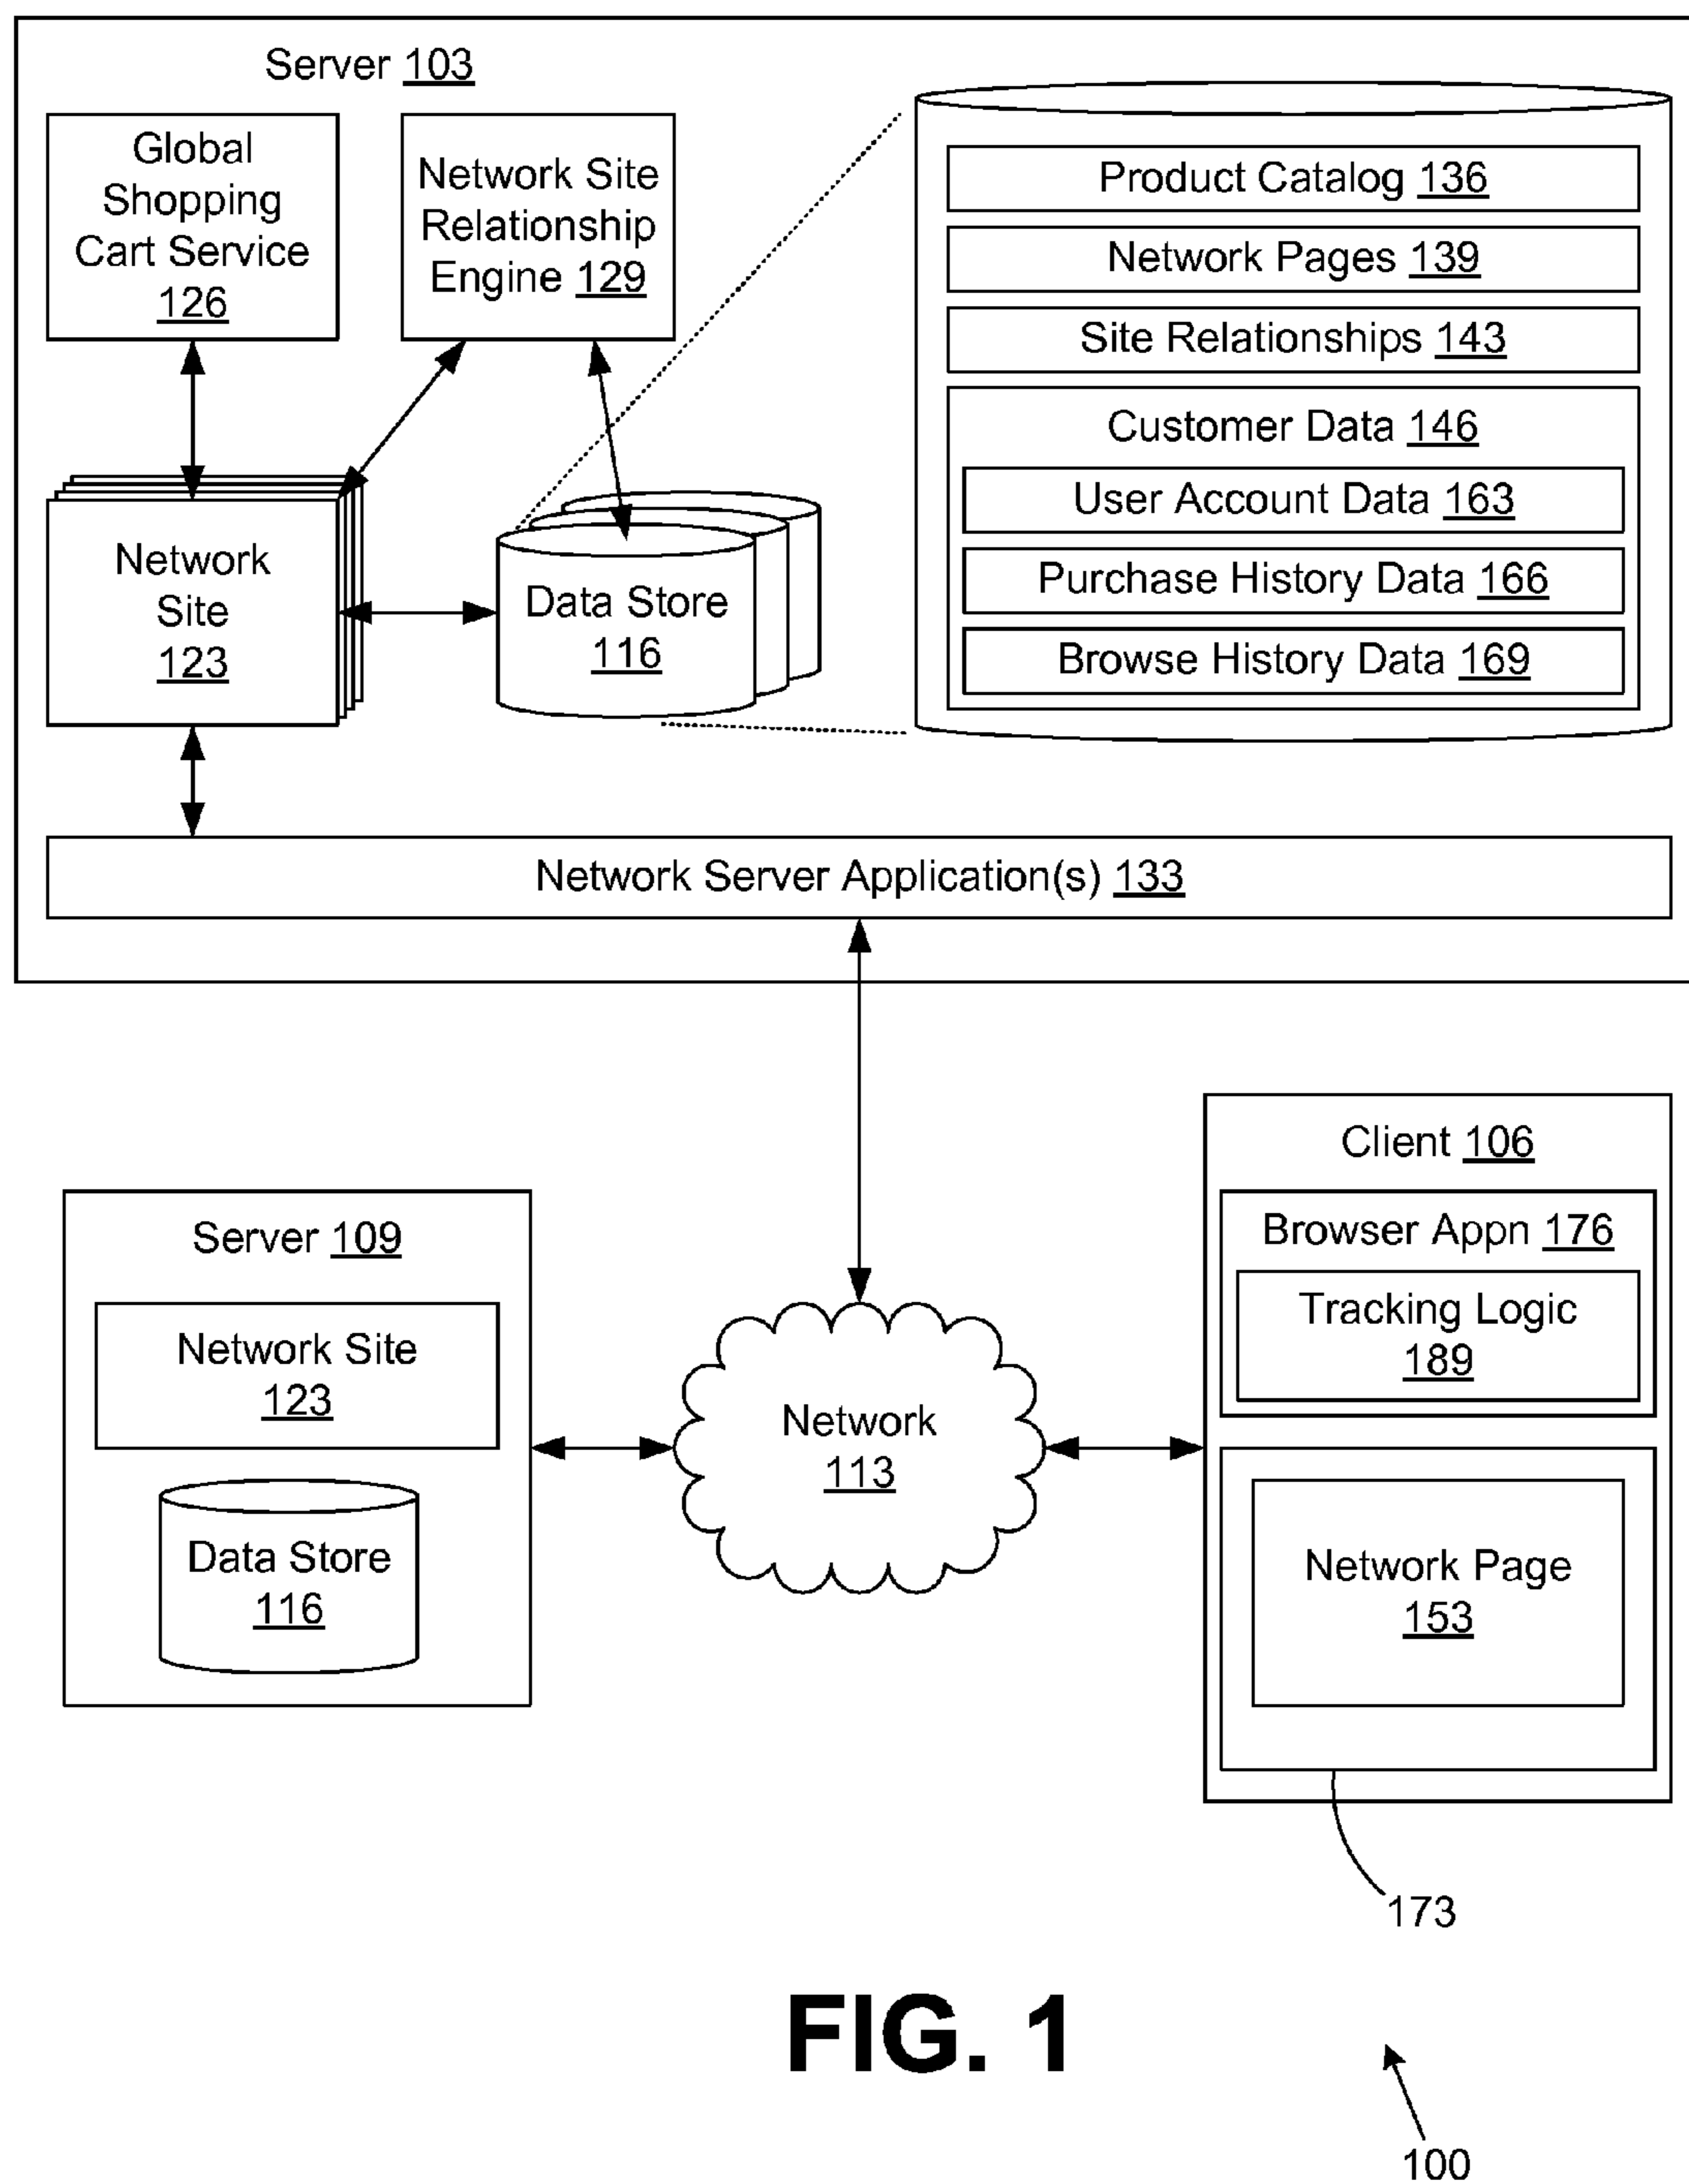 Server 103
Global
Shopping
Cart Service
126
Network Site
Relationship
Engine 129
Product Catalog 136
Network Pages 139
Site Relationships 143
Customer Data 146
User Account Data 163
Purchase History Data 166
Browse History Data 169
Network
Site
123
Data Store
116
Network Server Application(s) 133
Server 109
Network Site
123
Data Store
116
Network
113
Client 106
Browser Appn 176
Tracking Logic
189
Network Page
153
173
FIG. 1
100